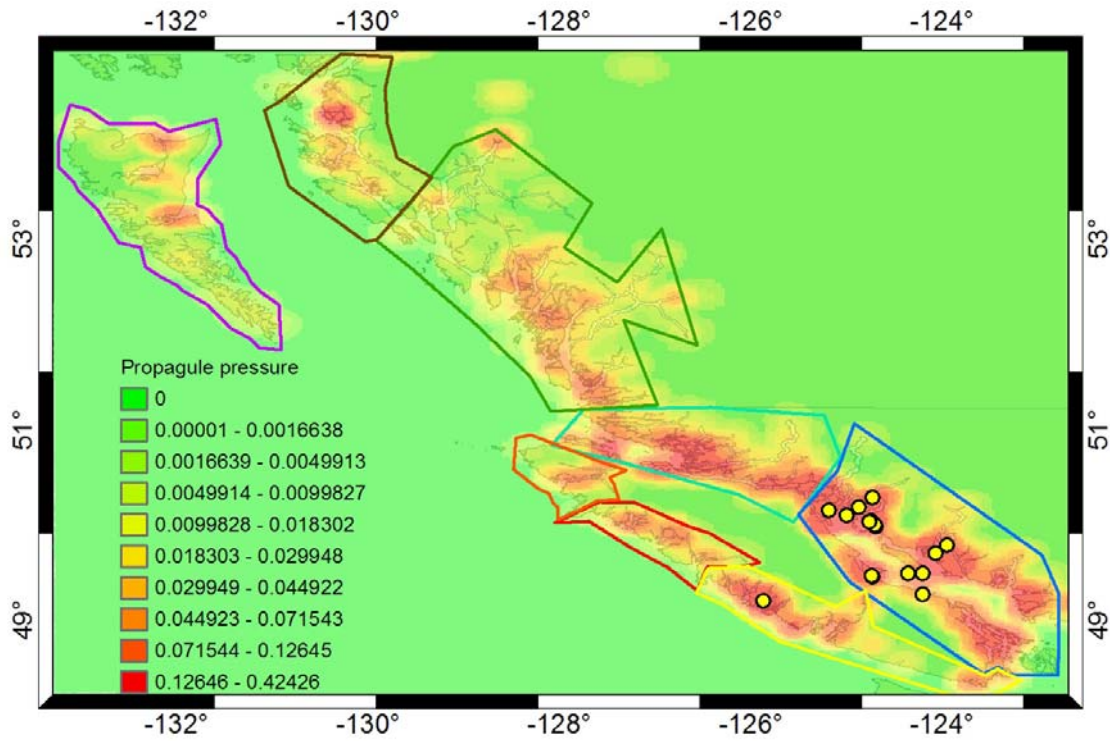 -132° -130° -128° -126° -124°
53° 53°
51° 51°
49° 49°
Propagule pressure
0
0.00001 - 0.0016638
0.0016639 - 0.0049913
0.0049914 - 0.0099827
0.0099828 - 0.018302
0.018303 - 0.029948
0.029949 - 0.044922
0.044923 - 0.071543
0.071544 - 0.12645
0.12646 - 0.42426
-132° -130° -128° -126° -124°